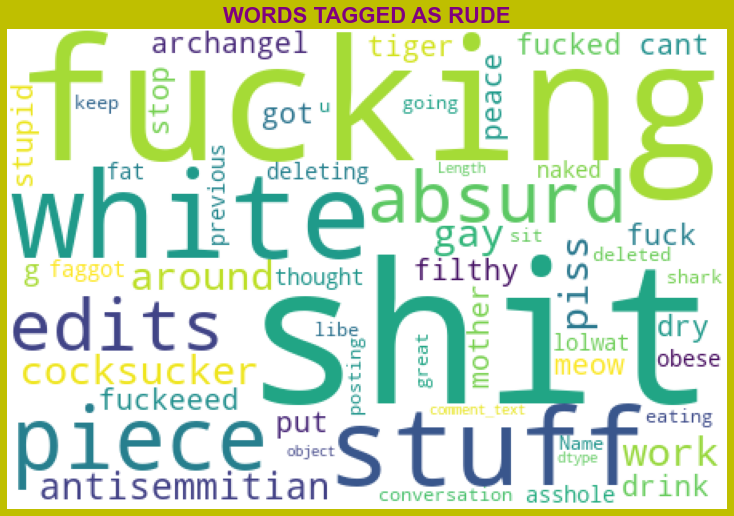 WORDS TAGGED AS RUDE
archangel
tiger
fucked
cant
fucking
stupid
keep
stop
got
u
going
peace
white
fat
previous
deleting
Length
naked
absurd
gay
sit
fuck
g
faggot
around
thought
filthy
piss
deleted
shark
shit
edits
libe
posting
great
mother
lolwat
dry
meow
obese
cocksucker
fuckeeed
put
comment_text
eating
piece
object
stuff
Name
dtype
work
antisemmitian
conversation
asshole
drink